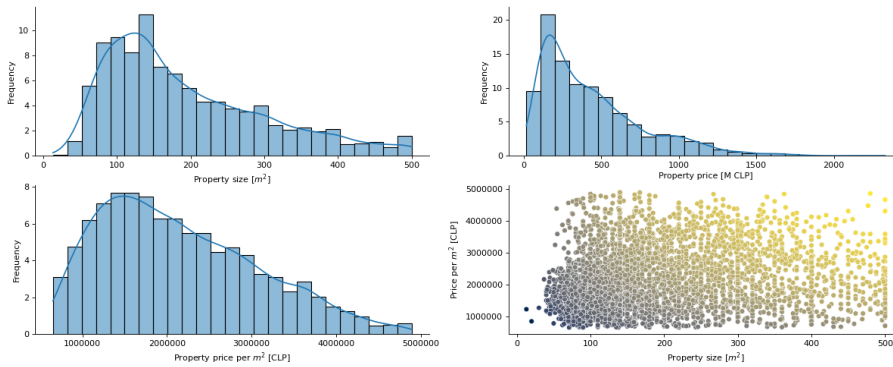 Frequency
10
8
6
4
2
0
0 100 200 300 400 500
Property size [m²]
Frequency
20
15
10
5
0
0 500 1000 1500 2000
Property price [M CLP]
Frequency
8
6
4
2
0
1000000 2000000 3000000 4000000 5000000
Property price per m² [CLP]
Price per m² [CLP]
5000000
4000000
3000000
2000000
1000000
0 100 200 300 400 500
Property size [m²]